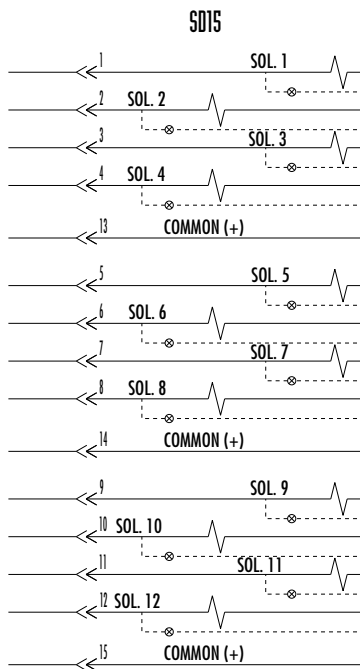 SD15
1 SOL. 1
2 SOL. 2
3 SOL. 3
4 SOL. 4
13 COMMON (+)
5 SOL. 5
6 SOL. 6
7 SOL. 7
8 SOL. 8
14 COMMON (+)
9 SOL. 9
10 SOL. 10
11 SOL. 11
12 SOL. 12
15 COMMON (+)